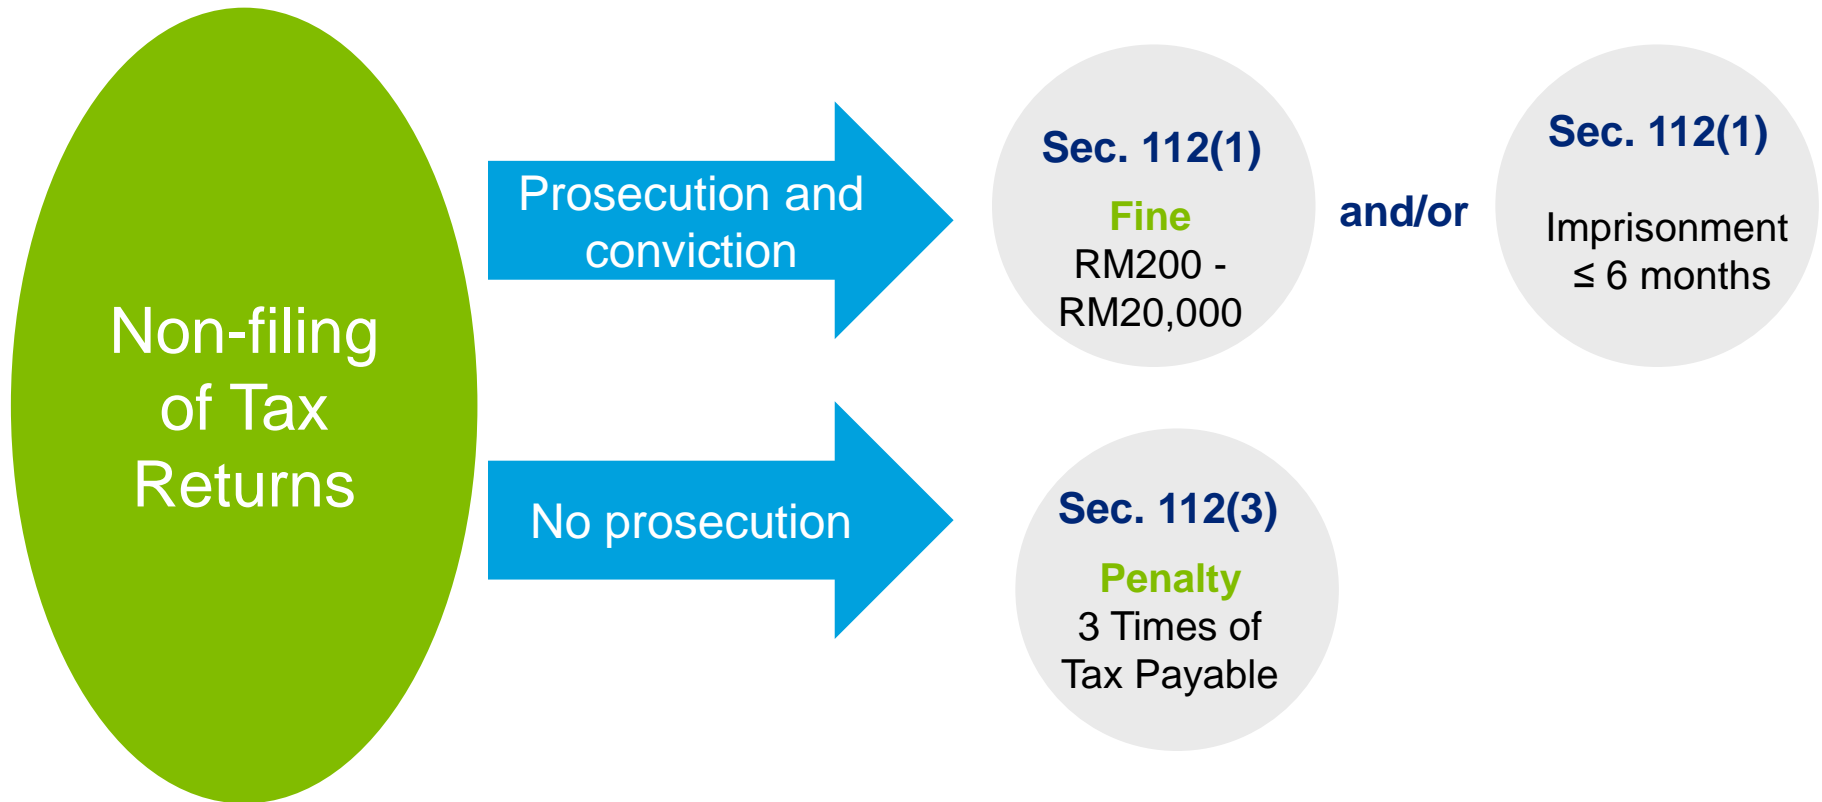 Non-filing
of Tax
Returns
Prosecution and
conviction
Sec. 112(1)
Fine
RM200 -
RM20,000
and/or
Sec. 112(1)
Imprisonment
≤ 6 months
No prosecution
Sec. 112(3)
Penalty
3 Times of
Tax Payable